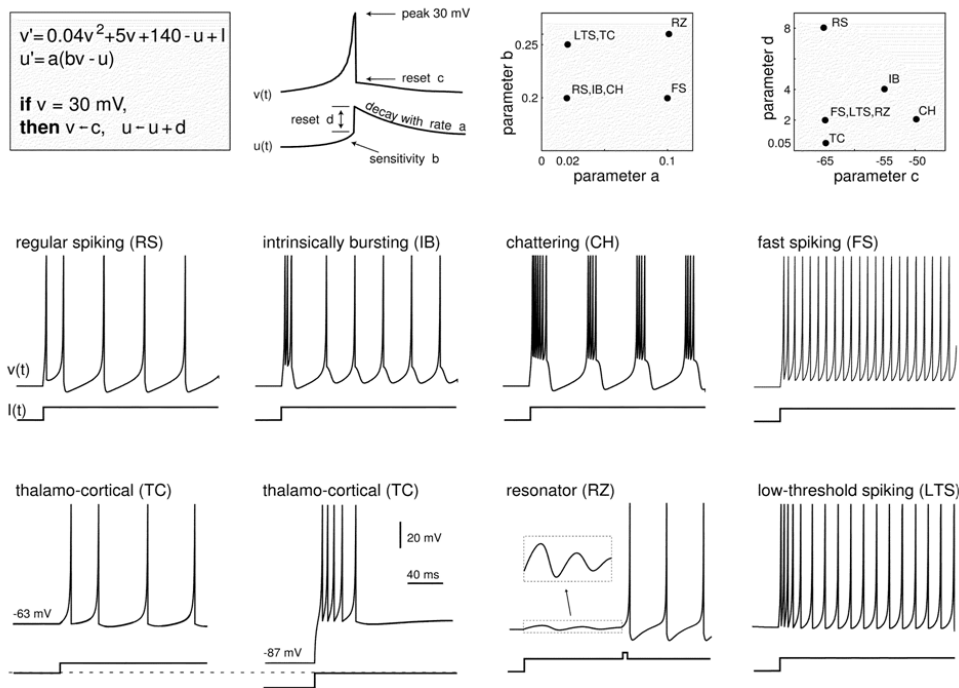 v'= 0.04v²+5v+140 - u + I
u'= a(bv - u)
if v = 30 mV,
then v←c, u←u+d
peak 30 mV
reset c
v(t)
reset d
decay with rate a
u(t)
sensitivity b
parameter b
0.25
0.2
LTS,TC
RZ
RS,IB,CH
FS
0
0.02
0.1
parameter a
parameter d
8
4
2
0.05
RS
IB
FS,LTS,RZ
CH
TC
-65
-55
-50
parameter c
regular spiking (RS)
intrinsically bursting (IB)
chattering (CH)
fast spiking (FS)
v(t)
I(t)
thalamo-cortical (TC)
thalamo-cortical (TC)
resonator (RZ)
low-threshold spiking (LTS)
-63 mV
20 mV
40 ms
-87 mV